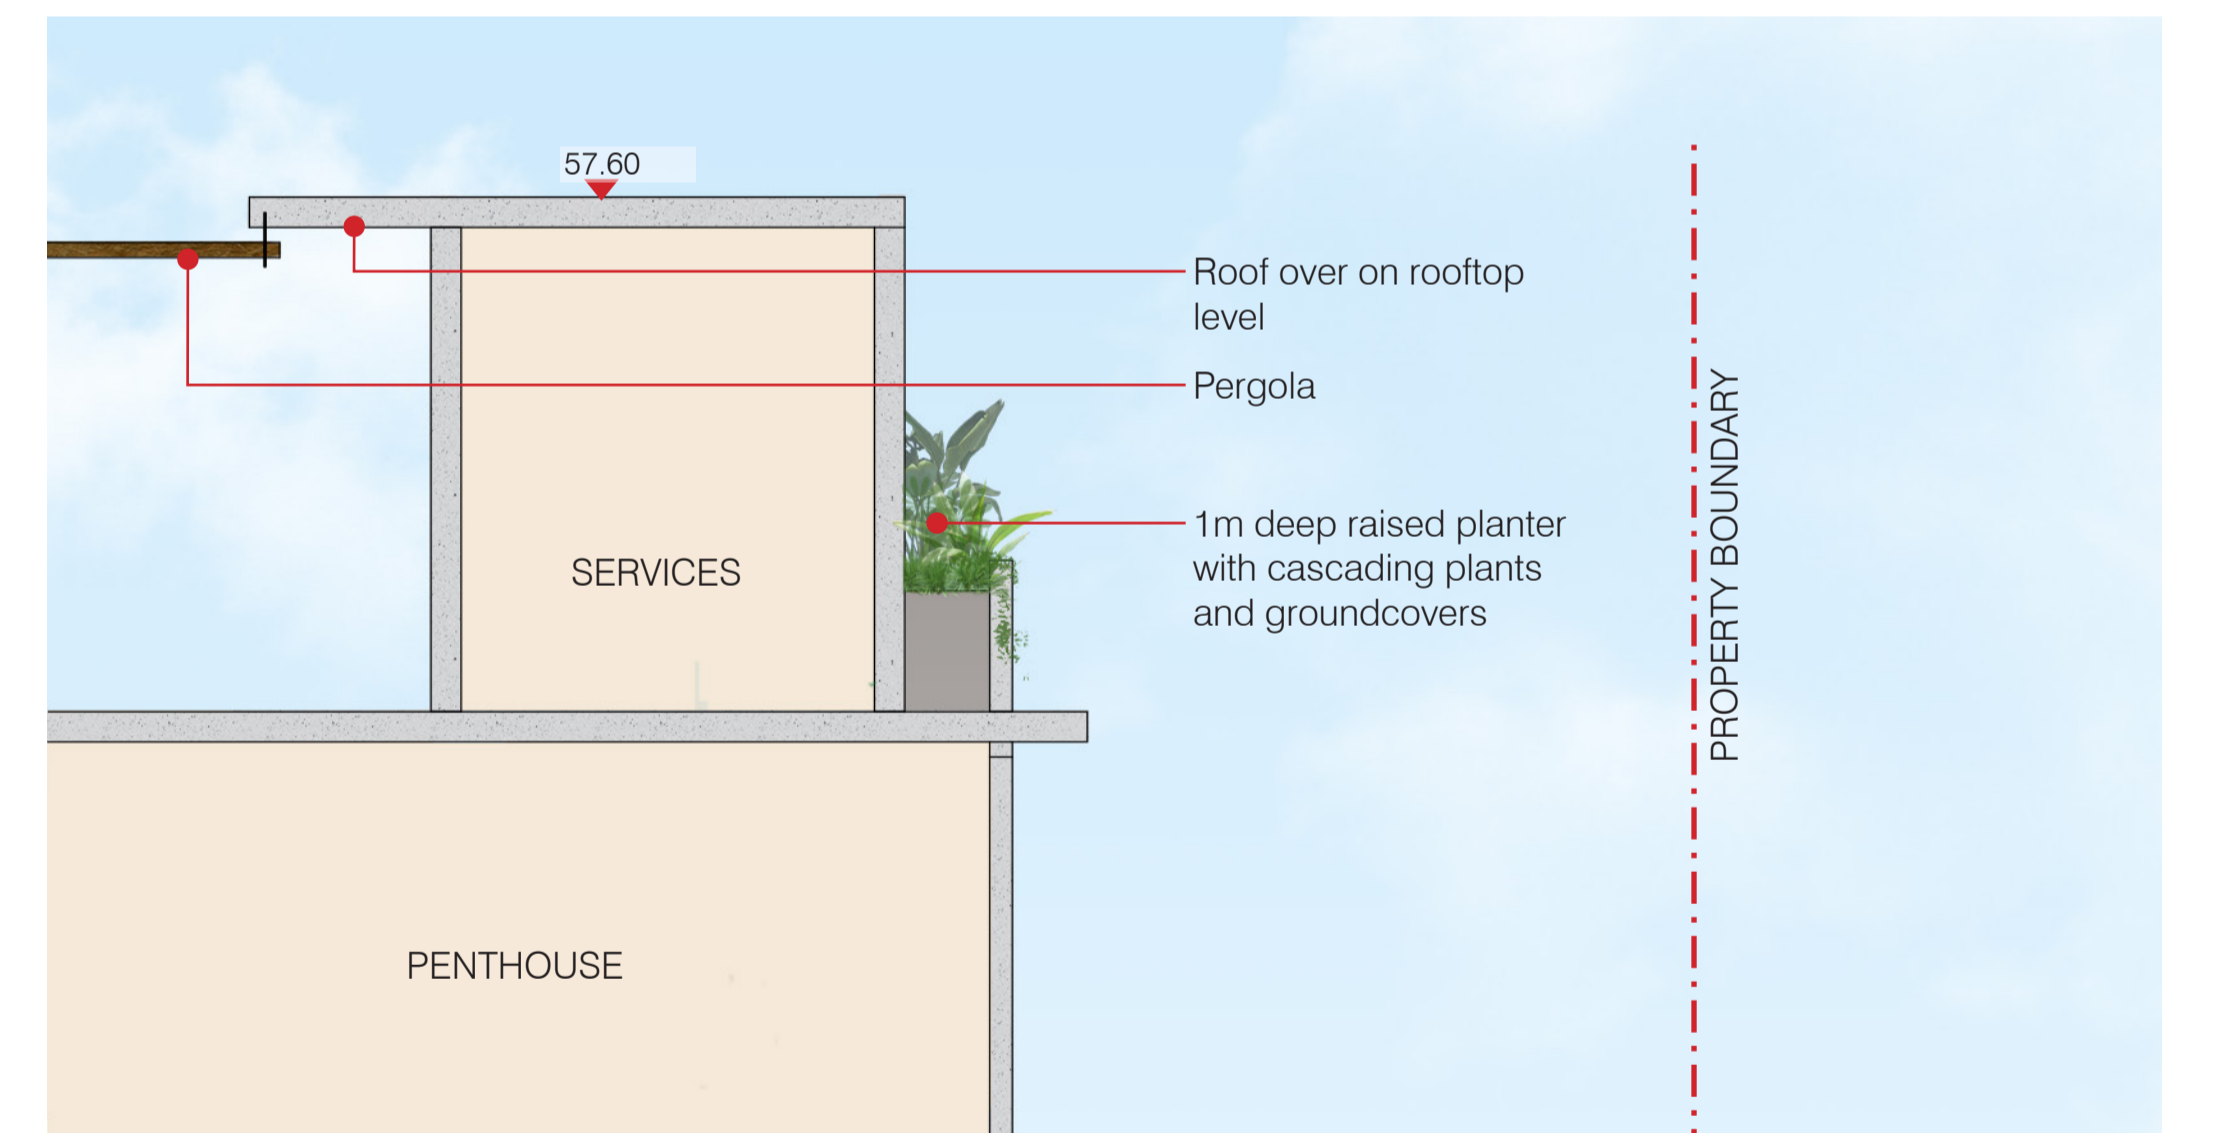 57.60
Roof over on rooftop
level
Pergola
1m deep raised planter
with cascading plants
and groundcovers
SERVICES
PENTHOUSE
PROPERTY BOUNDARY